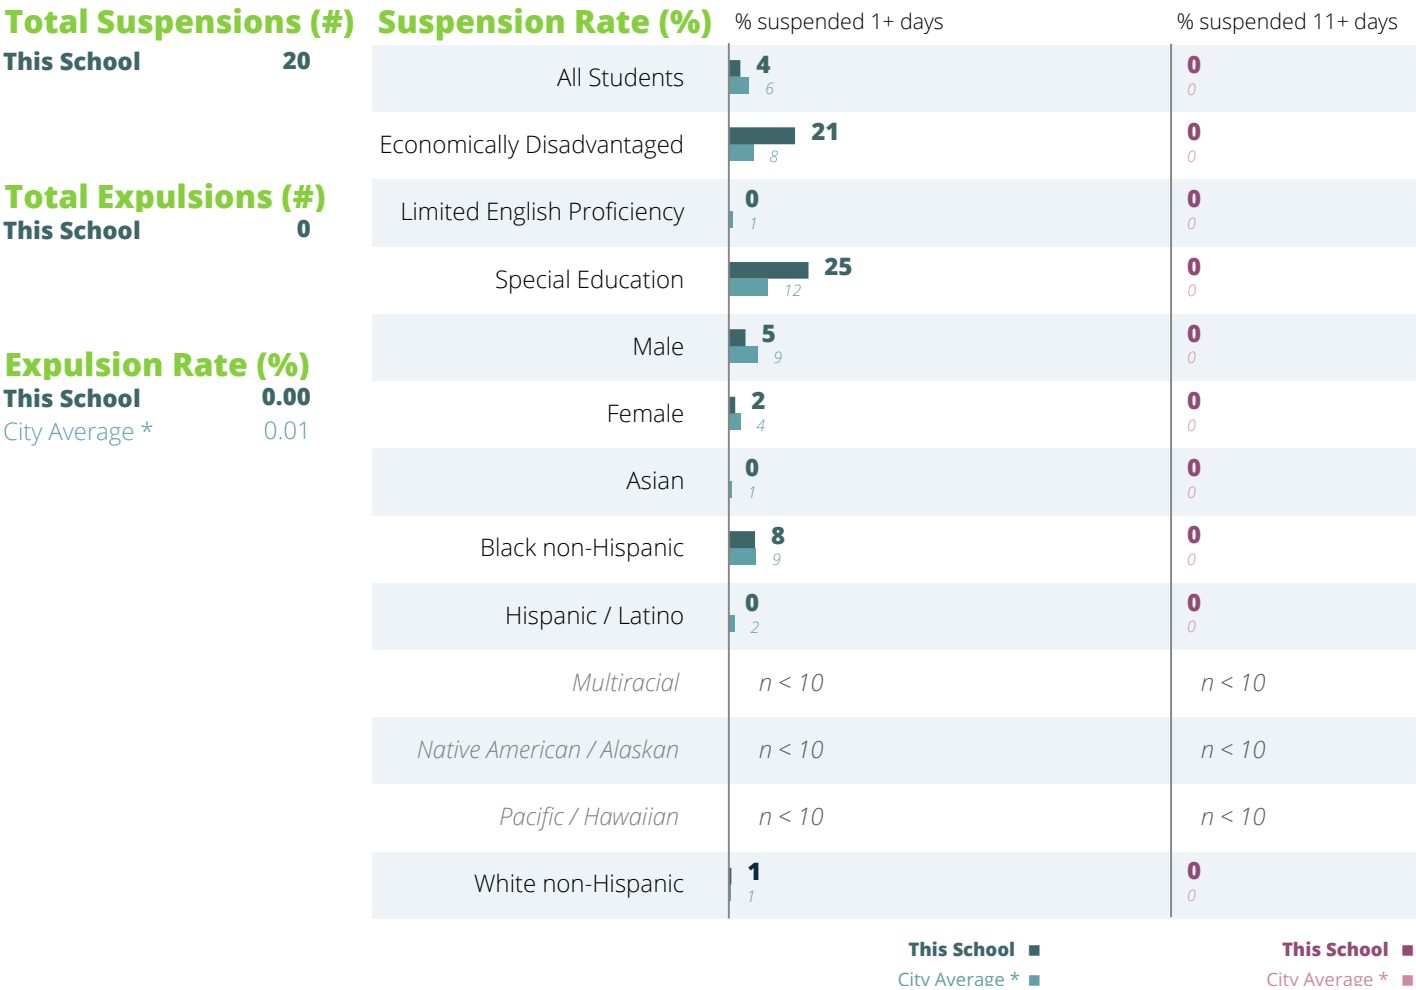 Total Suspensions (#)
This School 20
Total Expulsions (#)
This School 0
Expulsion Rate (%)
This School 0.00
City Average * 0.01
Suspension Rate (%) % suspended 1+ days % suspended 11+ days
All Students 4 0
6 0
Economically Disadvantaged 21 0
8 0
Limited English Proficiency 0 0
1 0
Special Education 25 0
12 0
Male 5 0
9 0
Female 2 0
4 0
Asian 0 0
1 0
Black non-Hispanic 8 0
9 0
Hispanic / Latino 0 0
2 0
Multiracial n < 10 n < 10
Native American / Alaskan n < 10 n < 10
Pacific / Hawaiian n < 10 n < 10
White non-Hispanic 1 0
1 0
This School This School
City Average * City Average *